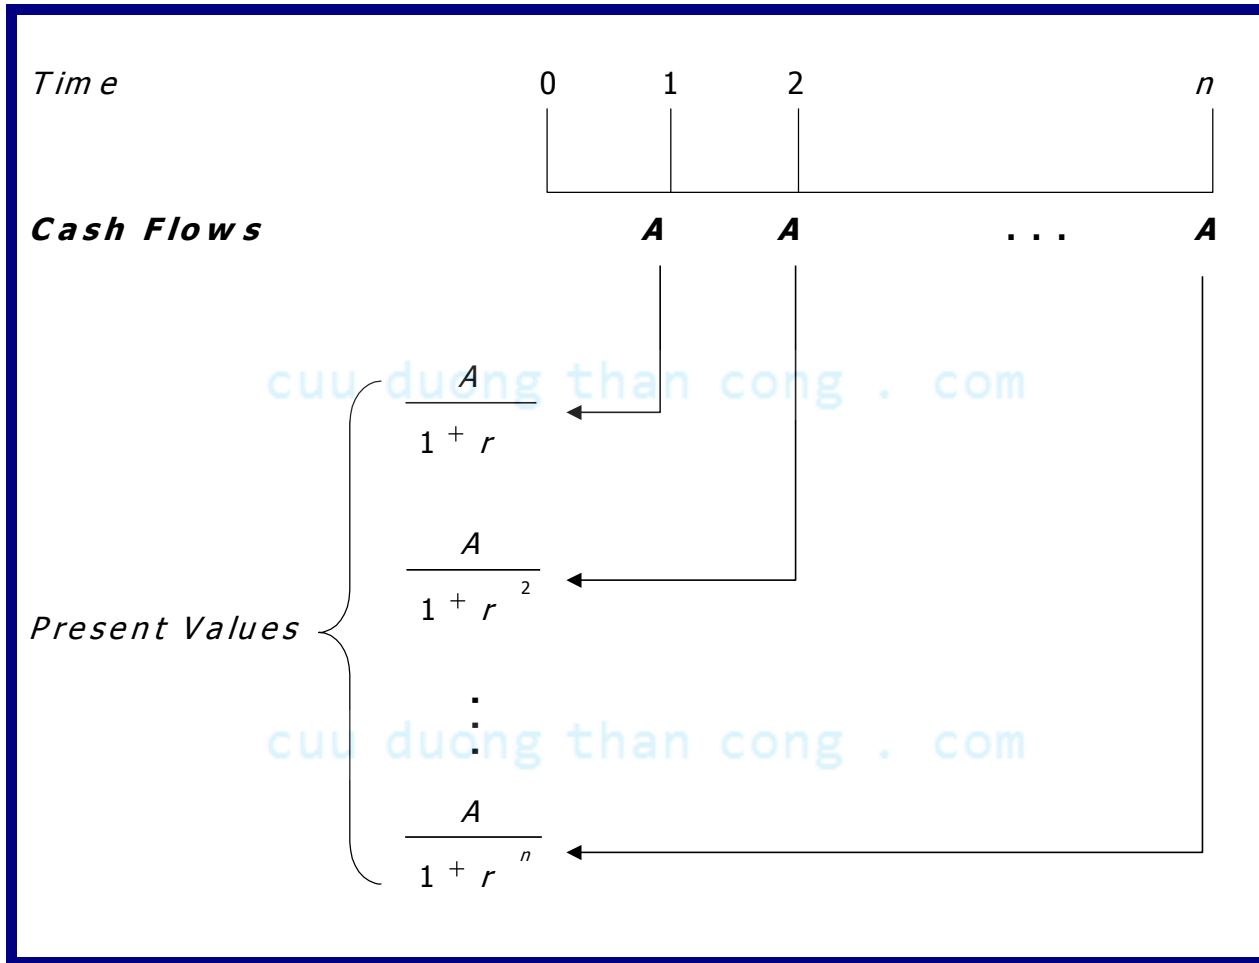 Time 0 1 2 n
Cash Flows A A ... A
cuu duong than cong . com
A
1 + r
A
1 + r 2
Present Values
cuu duong than cong . com
A
1 + r n